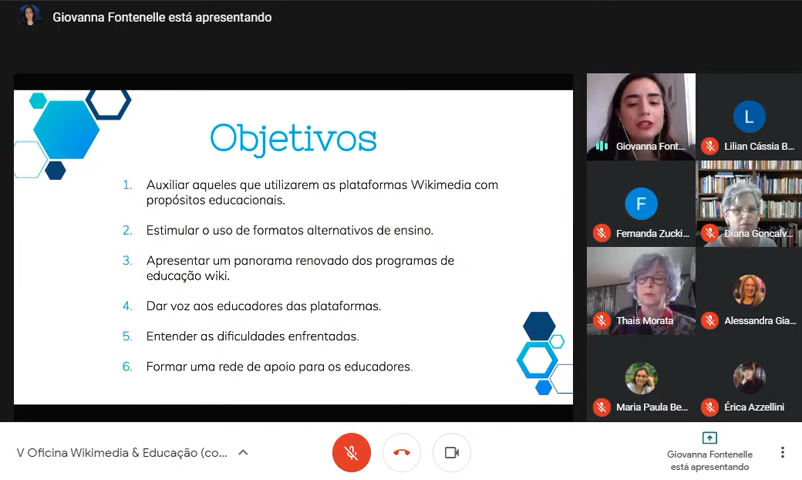 Giovanna Fontenelle está apresentando
Objetivos
1. Auxiliar aqueles que utilizarem as plataformas Wikimedia com
propósitos educacionais.
2. Estimular o uso de formatos alternativos de ensino.
3. Apresentar um panorama renovado dos programas de
educação wiki.
4. Dar voz aos educadores das plataformas.
5. Entender as dificuldades enfrentadas.
6. Formar uma rede de apoio para os educadores.
Giovanna Font...
L
Lilian Cássia B...
F
Fernanda Zucki...
Diana Gonçalv...
Thais Morata
Alessandra Gia...
Maria Paula Be...
Érica Azzellini
V Oficina Wikimedia & Educação (co...
Giovanna Fontenelle
está apresentando